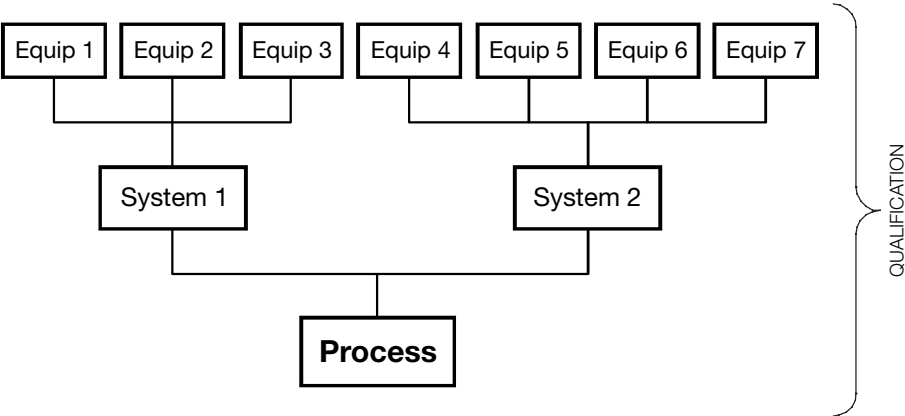 Equip 1
Equip 2
Equip 3
Equip 4
Equip 5
Equip 6
Equip 7
System 1
System 2
Process
QUALIFICATION